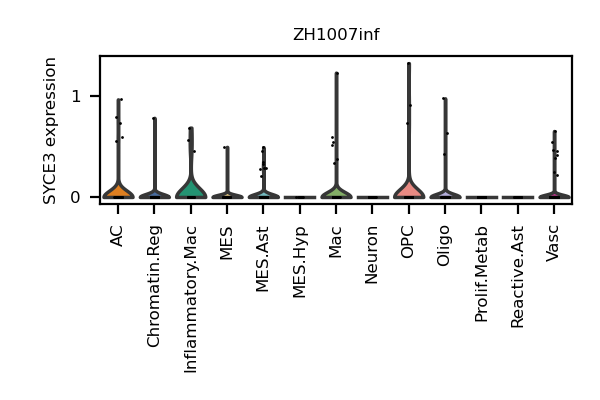 ZH1007inf
SYCE3 expression
1
0
AC
Chromatin.Reg
Inflammatory.Mac
MES
MES.Ast
MES.Hyp
Mac
Neuron
OPC
Oligo
Prolif.Metab
Reactive.Ast
Vasc